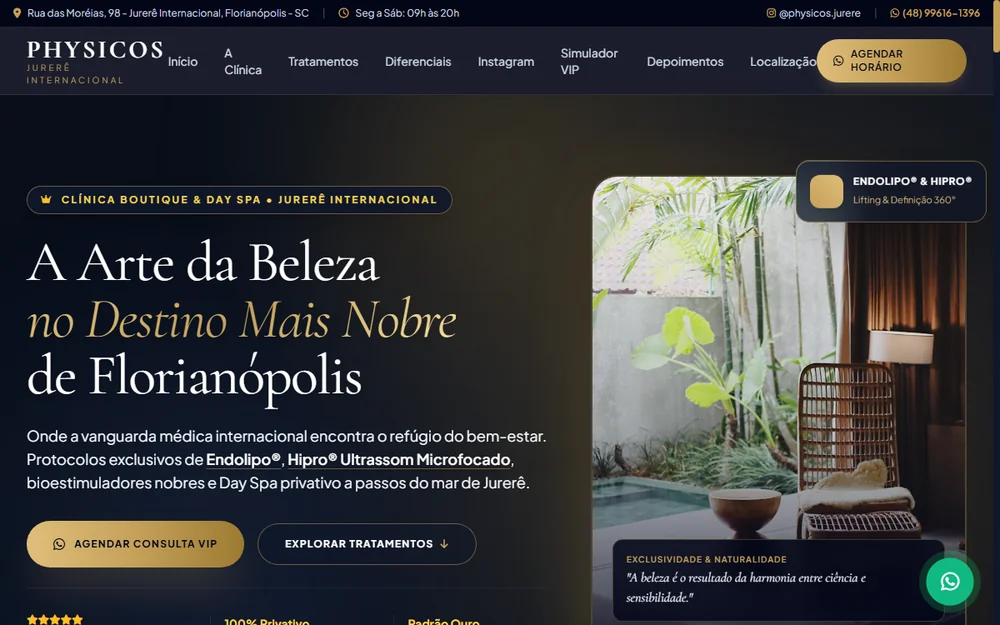 Rua das Moréias, 98 - Jurerê Internacional, Florianópolis - SC
Seg a Sáb: 09h às 20h
@physicos.jurere
(48) 99616-1396
PHYSICOS
JURERÊ
INTERNACIONAL
Início
A
Clínica
Tratamentos
Diferenciais
Instagram
Simulador
VIP
Depoimentos
Localização
AGENDAR
HORÁRIO
CLÍNICA BOUTIQUE & DAY SPA • JURERÊ INTERNACIONAL
A Arte da Beleza
no Destino Mais Nobre
de Florianópolis
Onde a vanguarda médica internacional encontra o refúgio do bem-estar.
Protocolos exclusivos de Endolipo®, Hipro® Ultrassom Microfocado,
bioestimuladores nobres e Day Spa privativo a passos do mar de Jurerê.
AGENDAR CONSULTA VIP
EXPLORAR TRATAMENTOS ↓
100% Privativo
Padrão Ouro
ENDOLIPO® & HIPRO®
Lifting & Definição 360°
EXCLUSIVIDADE & NATURALIDADE
"A beleza é o resultado da harmonia entre ciência e
sensibilidade."